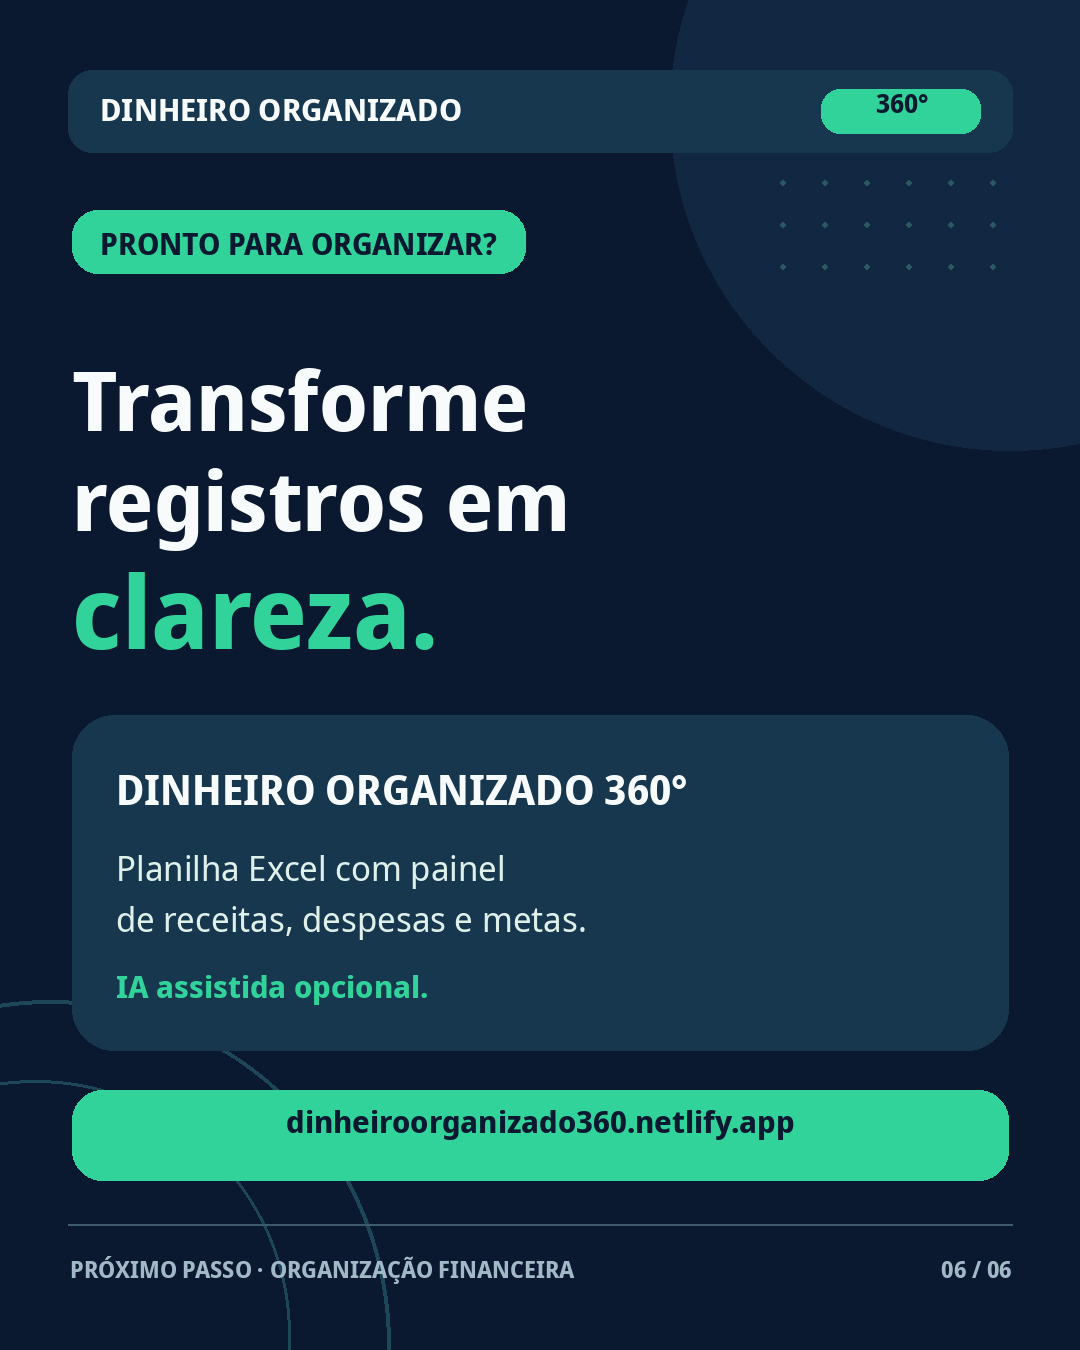 DINHEIRO ORGANIZADO
360°
PRONTO PARA ORGANIZAR?
Transforme
registros em
clareza.
DINHEIRO ORGANIZADO 360°
Planilha Excel com painel
de receitas, despesas e metas.
IA assistida opcional.
dinheiroorganizado360.netlify.app
PRÓXIMO PASSO · ORGANIZAÇÃO FINANCEIRA
06 / 06